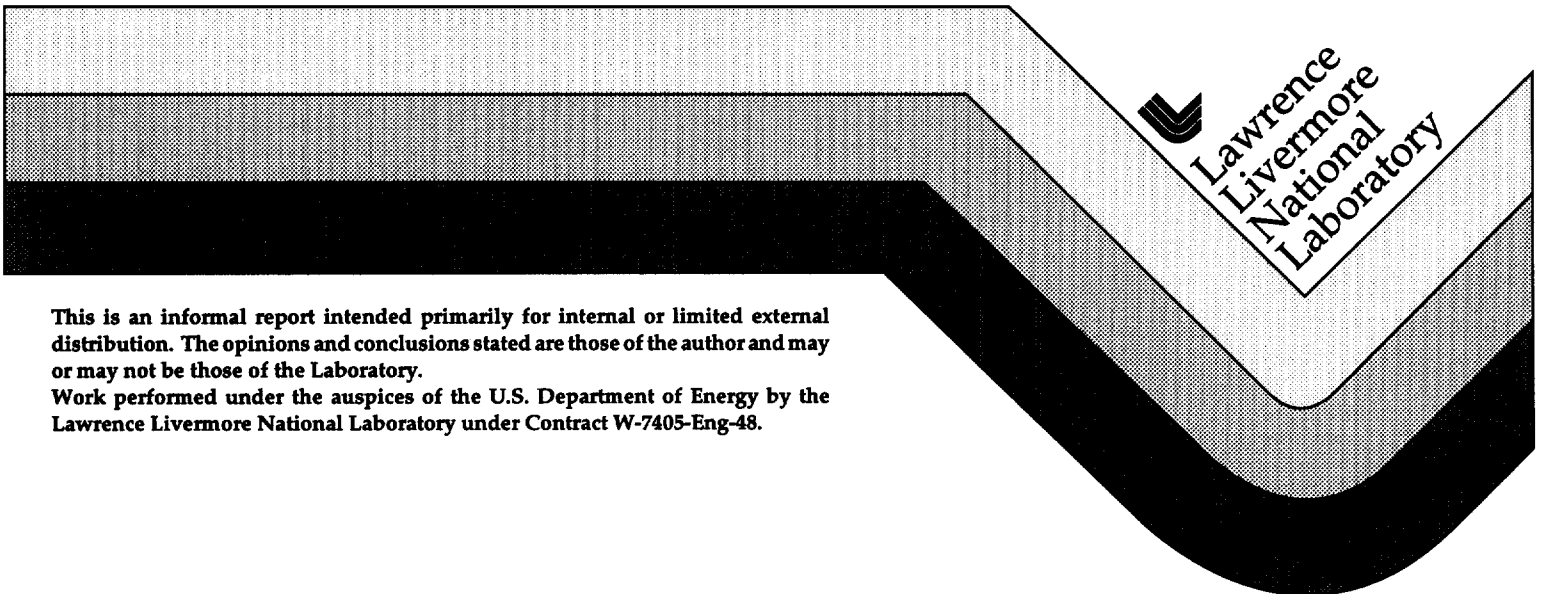 Lawrence
Livermore
National
Laboratory
This is an informal report intended primarily for internal or limited external
distribution. The opinions and conclusions stated are those of the author and may
or may not be those of the Laboratory.
Work performed under the auspices of the U.S. Department of Energy by the
Lawrence Livermore National Laboratory under Contract W-7405-Eng-48.